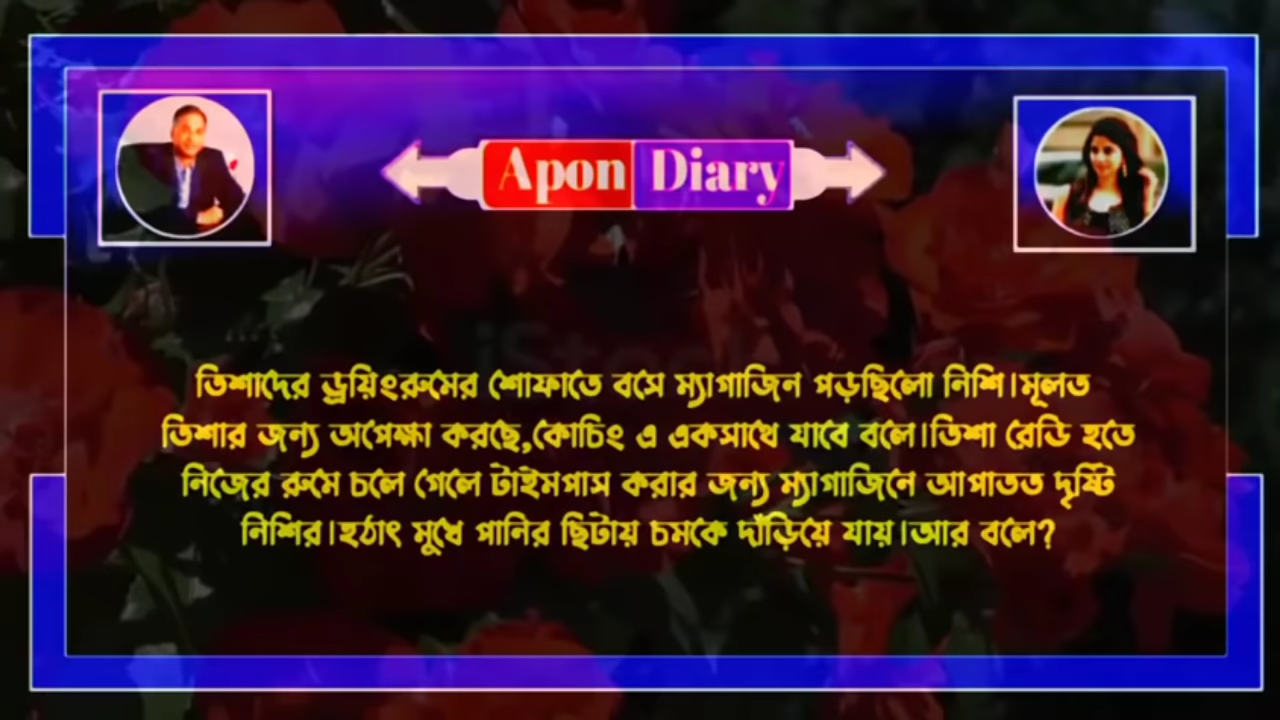 Apon Diary
তিশাদের ড্রয়িংরুমের শোফাতে বসে ম্যাগাজিন পড়ছিলো নিশি।মূলত
তিশার জন্য অপেক্ষা করছে,কোচিং এ একসাথে যাবে বলে।তিশা রেডি হতে
নিজের রুমে চলে গেলে টাইমপাস করার জন্য ম্যাগাজিনে আপাতত দৃষ্টি
নিশির।হঠাৎ মুখে পানির ছিটায় চমকে দাঁড়িয়ে যায়।আর বলে?